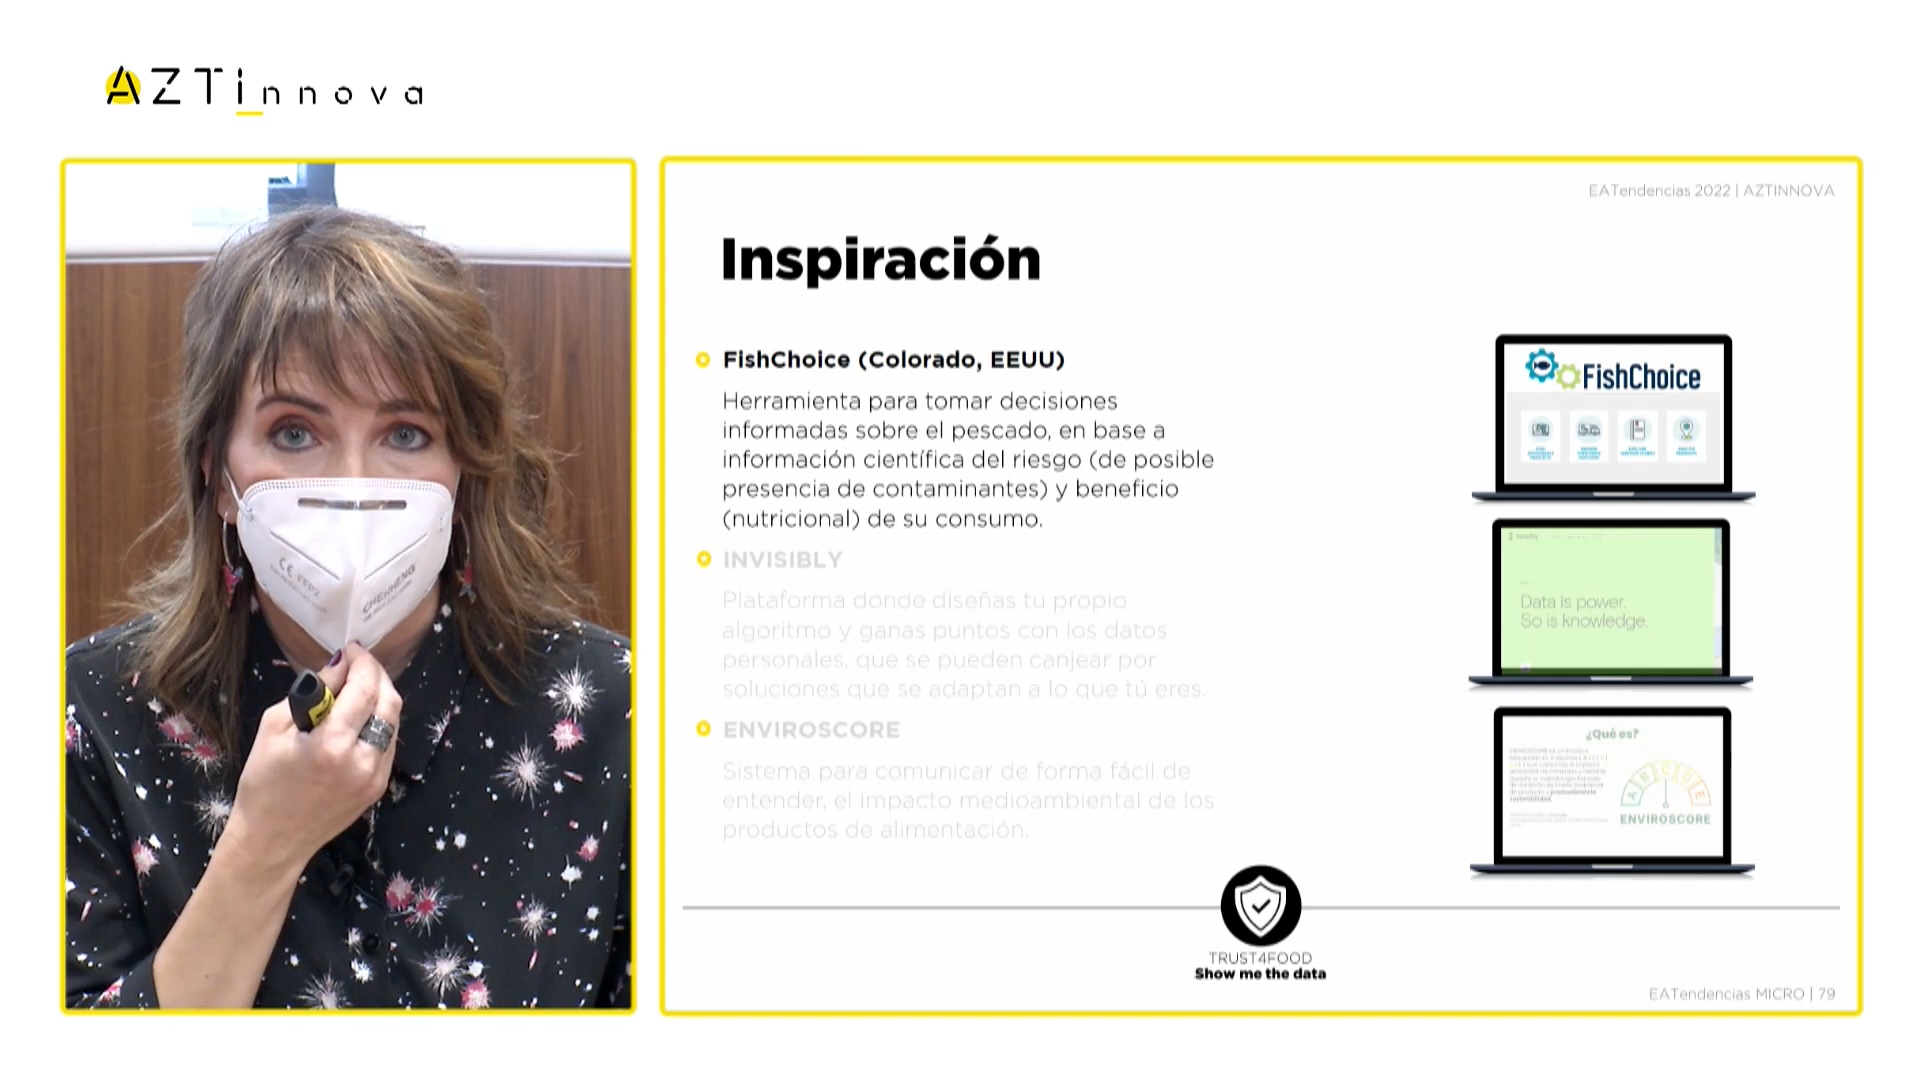 AZTInnova
EATendencias 2022 | AZTINNOVA
Inspiración
FishChoice (Colorado, EEUU)
Herramienta para tomar decisiones
informadas sobre el pescado, en base a
información científica del riesgo (de posible
presencia de contaminantes) y beneficio
(nutricional) de su consumo.
INVISIBLY
Plataforma donde diseñas tu propio
algoritmo y ganas puntos con los datos
personales, que se pueden canjear por
soluciones que se adaptan a lo que tú eres.
ENVIROSCORE
Sistema para comunicar de forma fácil de
entender, el impacto medioambiental de los
productos de alimentación.
FishChoice
Data is power.
So is knowledge.
¿Qué es?
A B C D E
ENVIROSCORE
TRUST4FOOD
Show me the data
EATendencias MICRO | 79
CE
CHENHENG